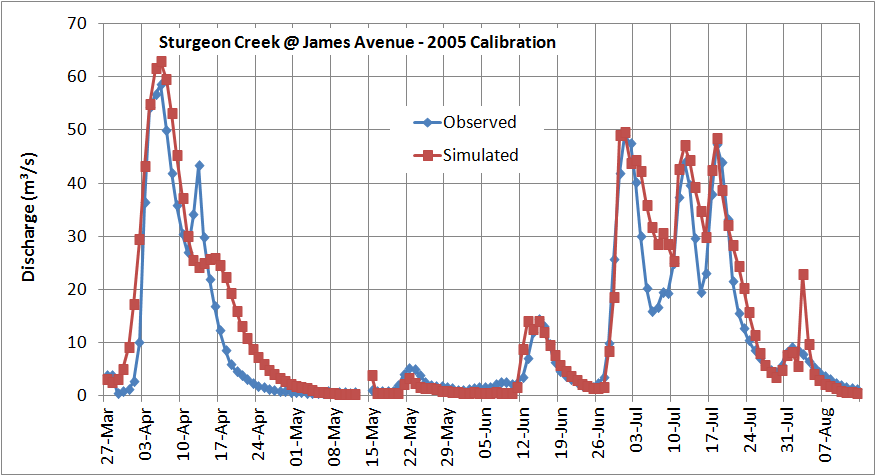 Sturgeon Creek @ James Avenue - 2005 Calibration
Discharge (m³/s)
70
60
50
40
30
20
10
0
Observed
Simulated
27-Mar
03-Apr
10-Apr
17-Apr
24-Apr
01-May
08-May
15-May
22-May
29-May
05-Jun
12-Jun
19-Jun
26-Jun
03-Jul
10-Jul
17-Jul
24-Jul
31-Jul
07-Aug